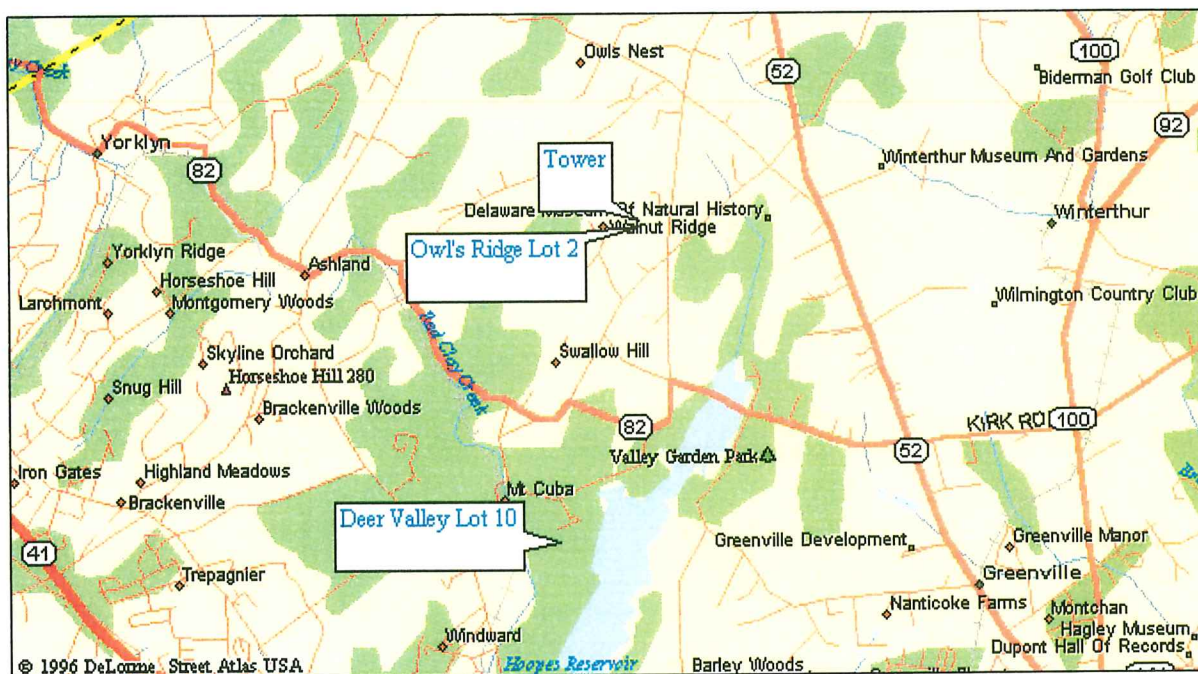 Owls Nest
52
100
Biderman Golf Club
92
Yorklyn
82
Tower
Winterthur Museum And Gardens
Delaware Museum Of Natural History
Walnut Ridge
Winterthur
Owl's Ridge Lot 2
Yorklyn Ridge
Ashland
Horseshoe Hill
Larchmont
Montgomery Woods
Wilmington Country Club
Red Clay Creek
Skyline Orchard
Swallow Hill
Horseshoe Hill 280
Snug Hill
Brackenville Woods
82
KIRK RD
100
52
Valley Garden Park
Iron Gates
Highland Meadows
Mt Cuba
Brackenville
Deer Valley Lot 10
41
Greenville Development
Greenville Manor
Trepagnier
Greenville
Nanticoke Farms
Montchan
Hagley Museum
Windward
Dupont Hall Of Records
© 1996 DeLorme Street Atlas USA
Hoopes Reservoir
Barley Woods